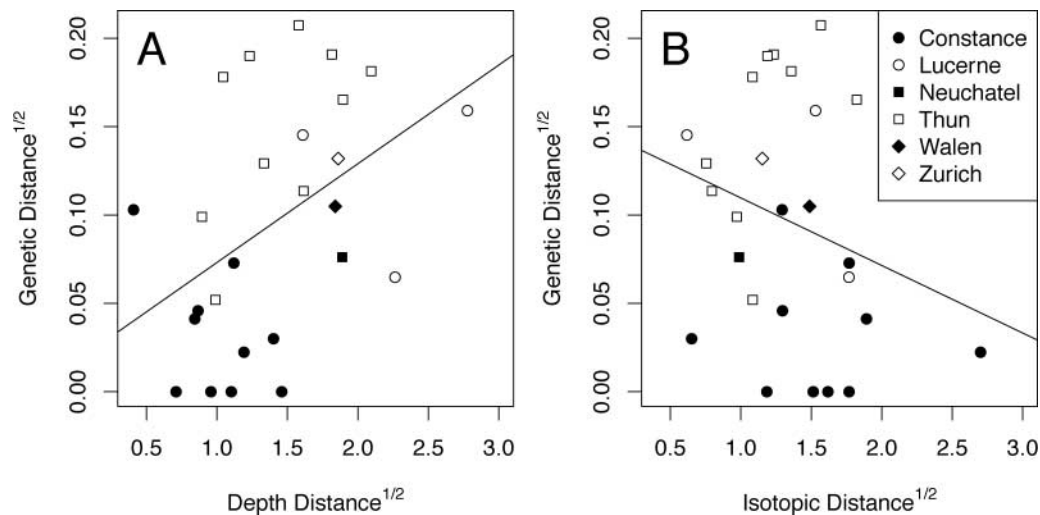 A
Genetic Distance1/2
0.00 0.05 0.10 0.15 0.20
0.5 1.0 1.5 2.0 2.5 3.0
Depth Distance1/2
B
Genetic Distance1/2
0.00 0.05 0.10 0.15 0.20
0.5 1.0 1.5 2.0 2.5 3.0
Isotopic Distance1/2
Constance
Lucerne
Neuchatel
Thun
Walen
Zurich